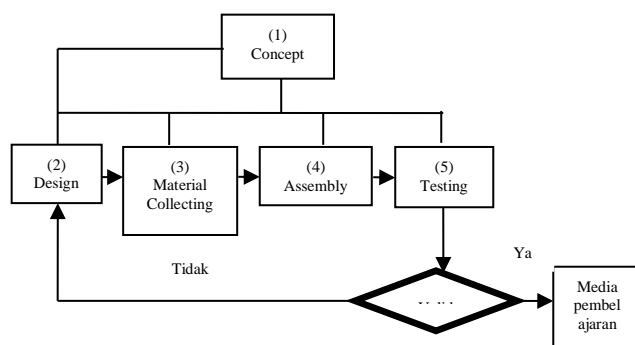 (1)
Concept
(2)
Design
(3)
Material
Collecting
(4)
Assembly
(5)
Testing
Tidak
Ya
Media
pembel
ajaran